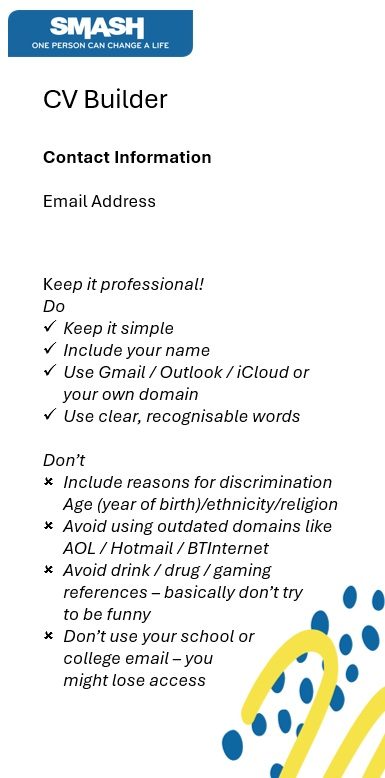 SMASH
ONE PERSON CAN CHANGE A LIFE
CV Builder
Contact Information
Email Address
Keep it professional!
Do
✓ Keep it simple
✓ Include your name
✓ Use Gmail / Outlook / iCloud or
your own domain
✓ Use clear, recognisable words
Don't
× Include reasons for discrimination
Age (year of birth)/ethnicity/religion
× Avoid using outdated domains like
AOL / Hotmail / BTInternet
× Avoid drink / drug / gaming
references – basically don't try
to be funny
× Don't use your school or
college email – you
might lose access